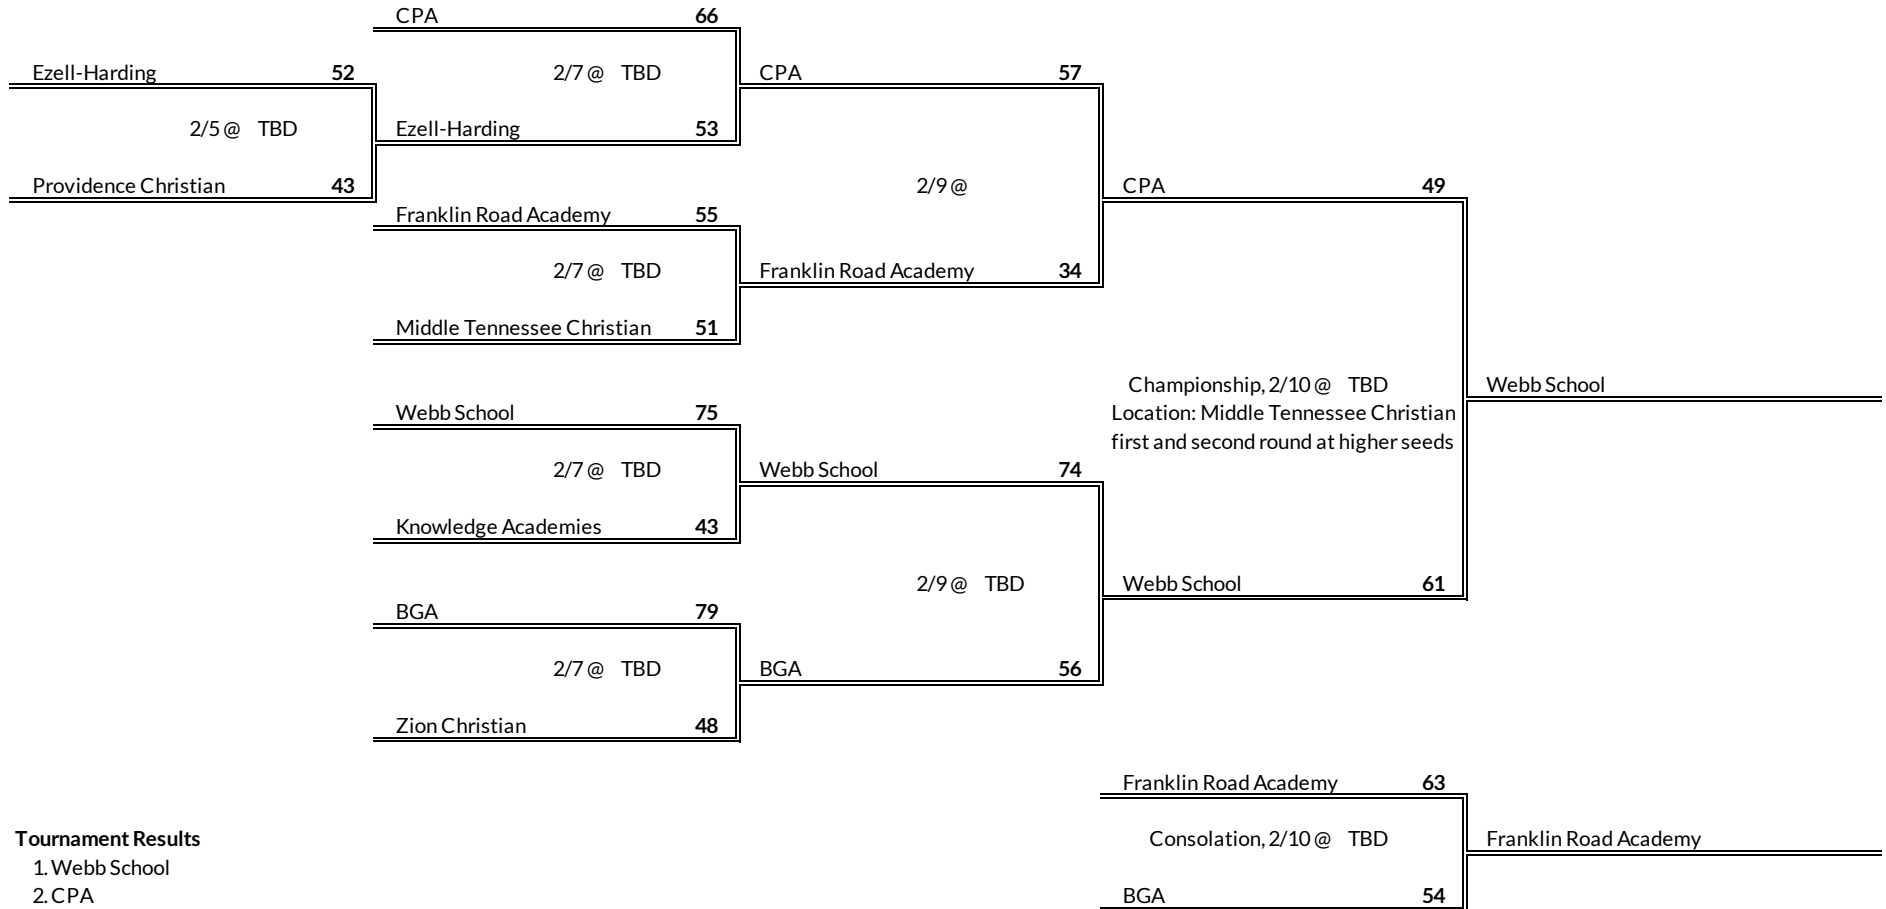 CPA 66
Ezell-Harding 52
2/7 @ TBD
CPA 57
2/5 @ TBD
Ezell-Harding 53
Providence Christian 43
2/9 @
CPA 49
Franklin Road Academy 55
2/7 @ TBD
Franklin Road Academy 34
Middle Tennessee Christian 51
Championship, 2/10 @ TBD
Webb School
Webb School 75
Location: Middle Tennessee Christian
first and second round at higher seeds
2/7 @ TBD
Webb School 74
Knowledge Academies 43
2/9 @ TBD
Webb School 61
BGA 79
2/7 @ TBD
BGA 56
Zion Christian 48
Franklin Road Academy 63
Tournament Results
Consolation, 2/10 @ TBD
Franklin Road Academy
1. Webb School
2. CPA
BGA 54